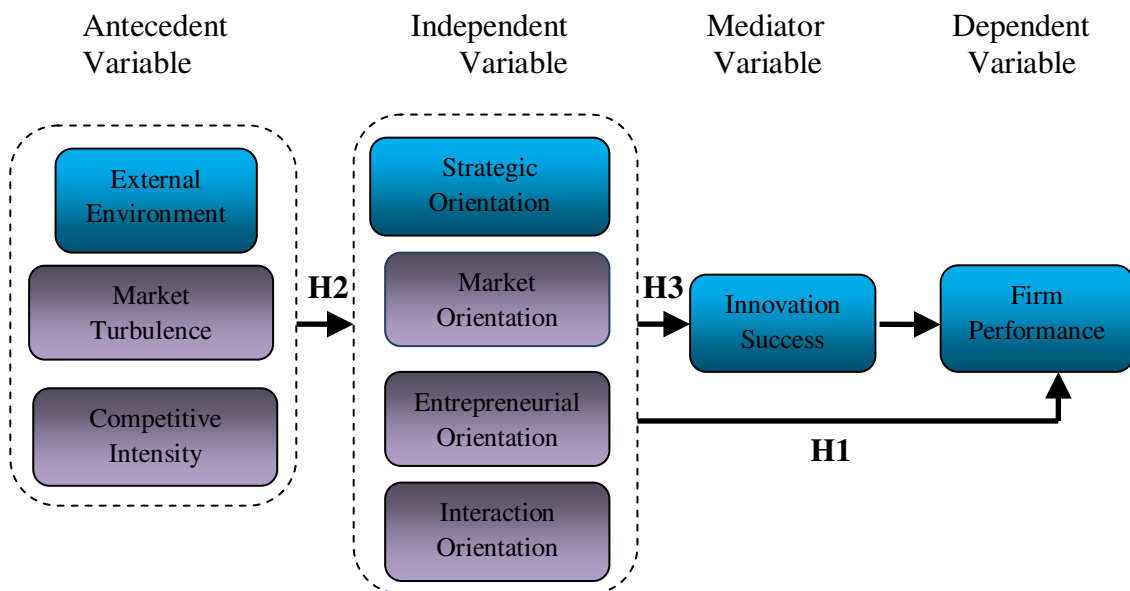 Antecedent
Variable
Independent
Variable
Mediator
Variable
Dependent
Variable
External
Environment
Market
Turbulence
Competitive
Intensity
H2
Strategic
Orientation
Market
Orientation
Entrepreneurial
Orientation
Interaction
Orientation
H3
Innovation
Success
Firm
Performance
H1